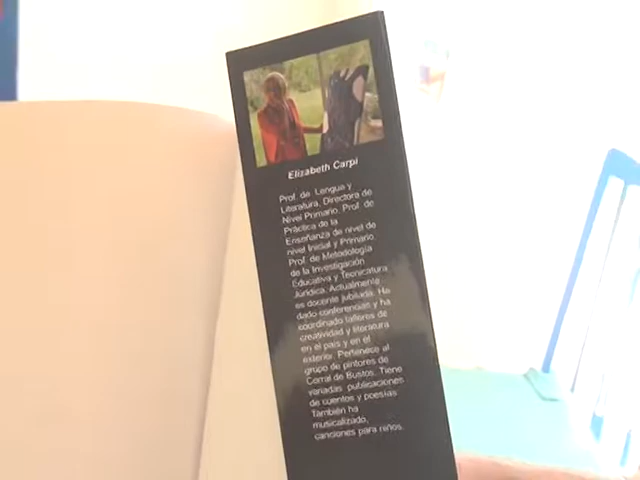 Elizabeth Carpi
Prof. de Lengua y
Literatura, Directora de
Nivel Primario. Prof. de
Práctica de la
Enseñanza de nivel de
nivel Inicial y Primario.
Prof. de Metodología
de la Investigación
Educativa y Tecnicatura
Jurídica. Actualmente
es docente jubilada. Ha
dado conferencias y ha
coordinado talleres de
creatividad y literatura
en el país y en el
exterior. Pertenece al
grupo de pintores de
Corral de Bustos. Tiene
variadas publicaciones
de cuentos y poesías
También ha
musicalizado,
canciones para niños.